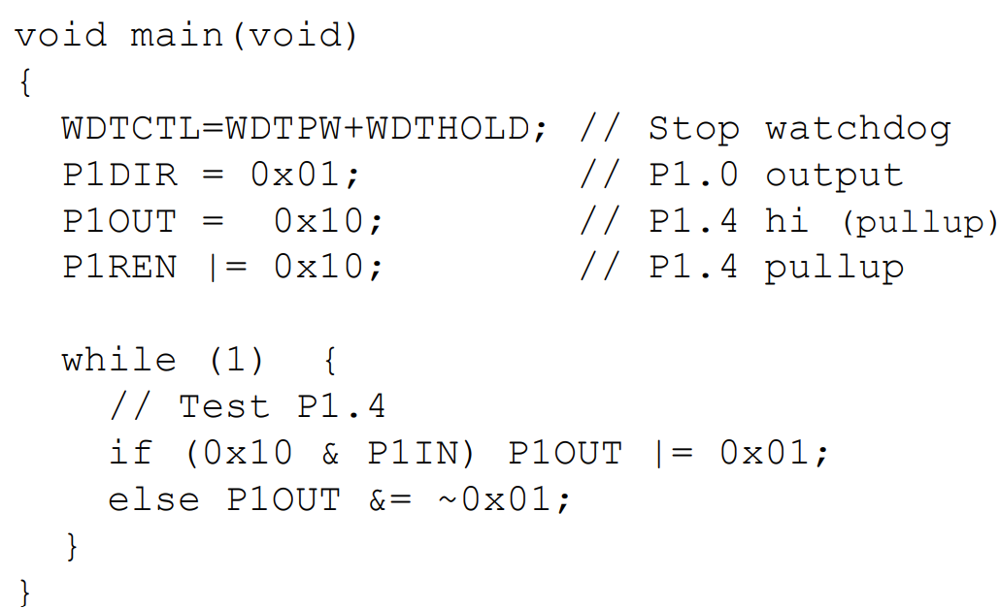 void main(void)
{
  WDTCTL=WDTPW+WDTHOLD; // Stop watchdog
  P1DIR = 0x01;         // P1.0 output
  P1OUT =  0x10;        // P1.4 hi (pullup)
  P1REN |= 0x10;        // P1.4 pullup

  while (1)  {
    // Test P1.4
    if (0x10 & P1IN) P1OUT |= 0x01;
    else P1OUT &= ~0x01;
  }
}